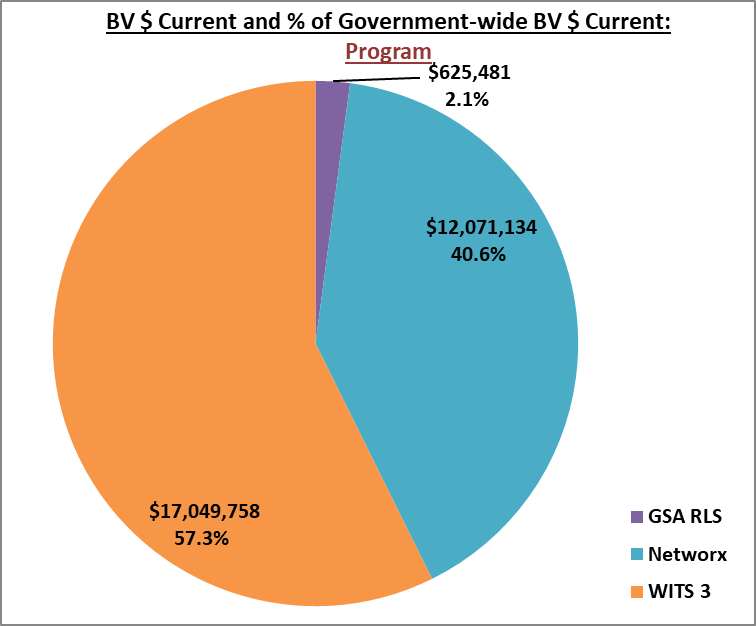 BV $ Current and % of Government-wide BV $ Current:
Program
$625,481
2.1%
$12,071,134
40.6%
$17,049,758
57.3%
GSA RLS
Networx
WITS 3